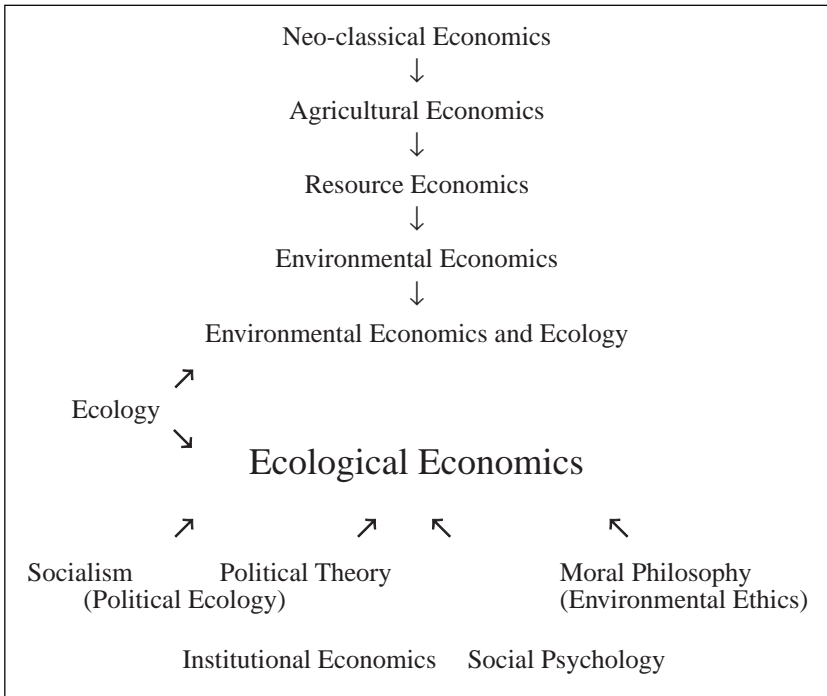 Neo-classical Economics
↓
Agricultural Economics
↓
Resource Economics
↓
Environmental Economics
↓
Environmental Economics and Ecology
↗
Ecology
↘
Ecological Economics
↗ ↗ ↖ ↖
Socialism Political Theory Moral Philosophy
(Political Ecology) (Environmental Ethics)
Institutional Economics Social Psychology